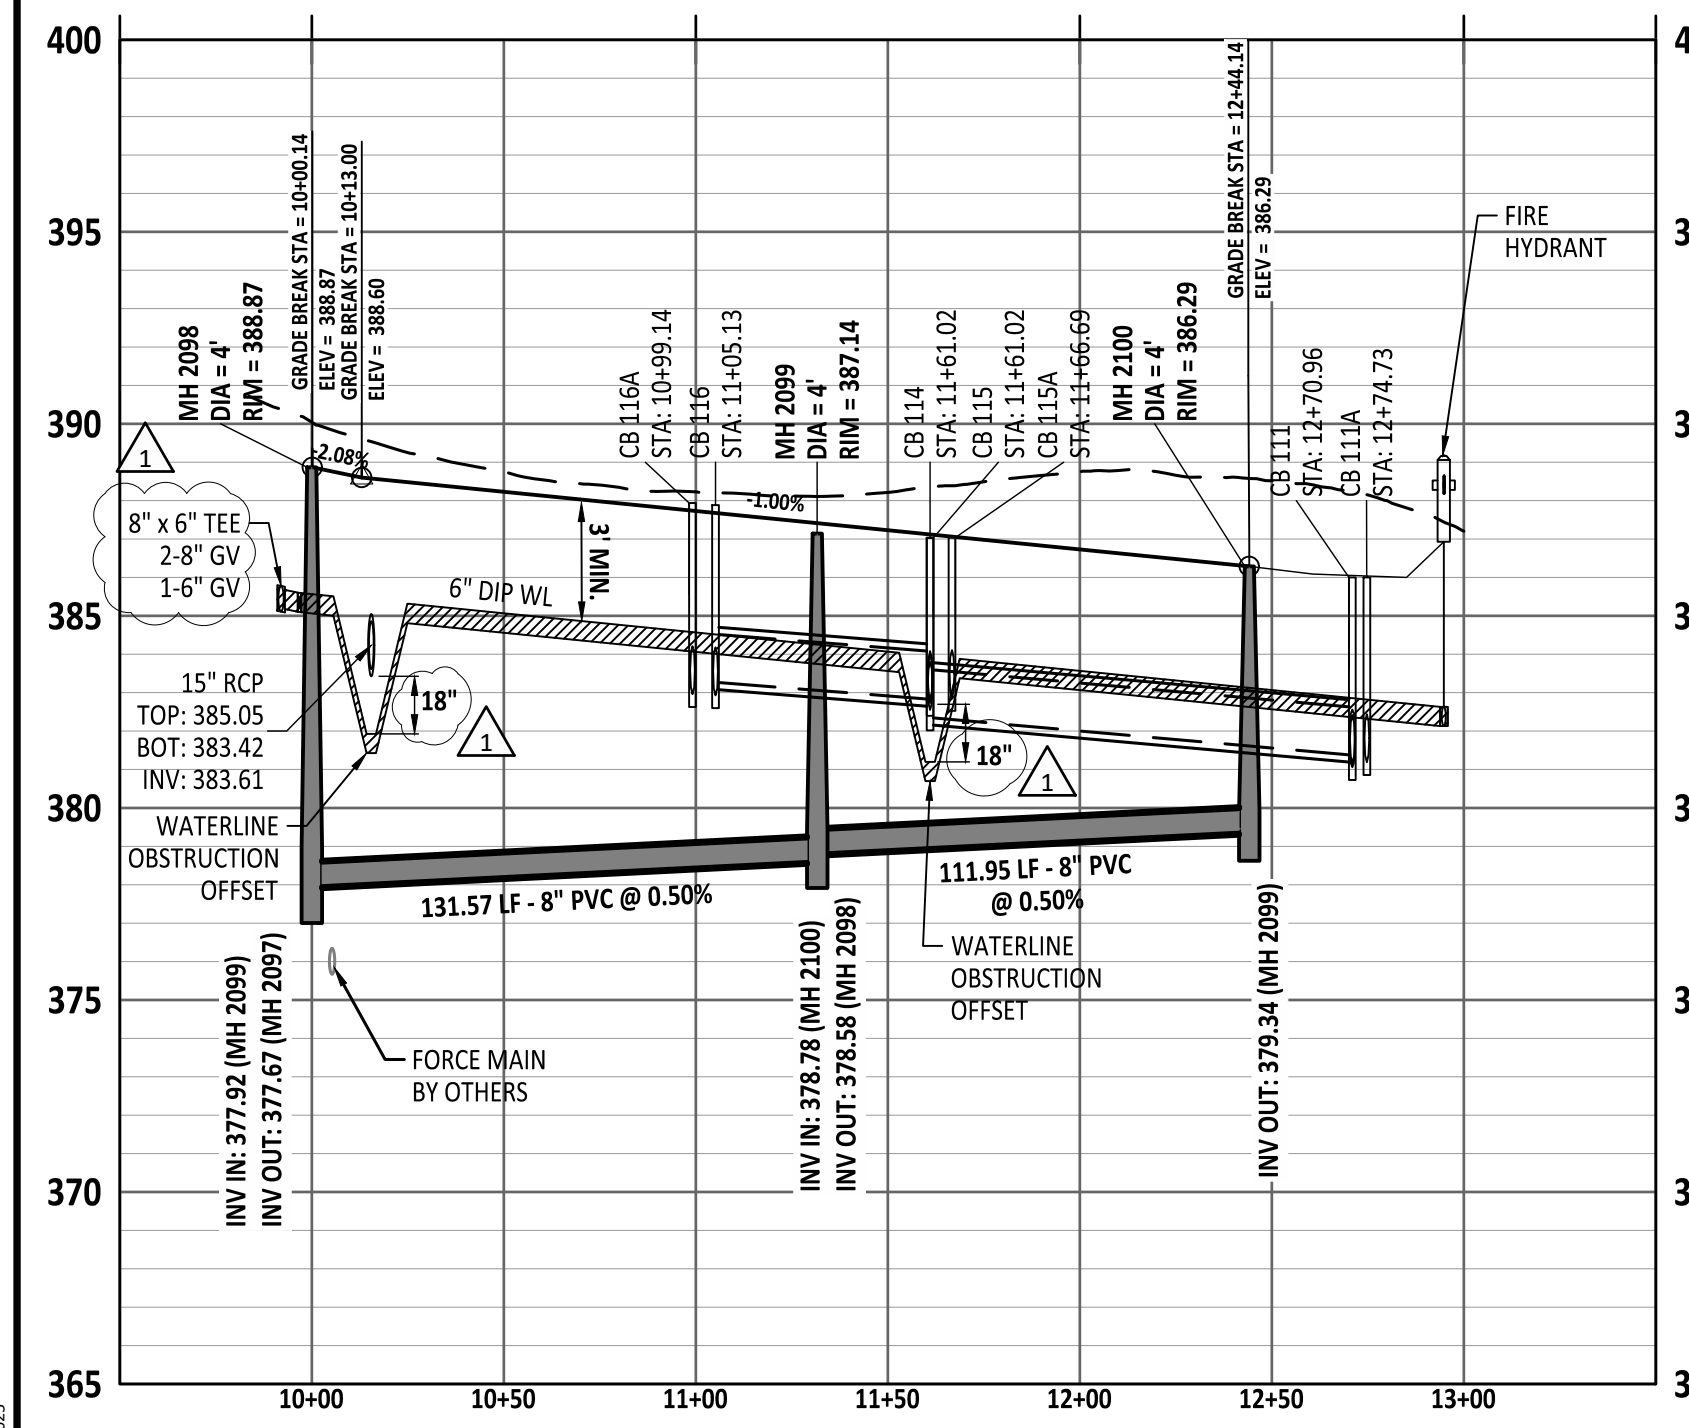 400
395
390
385
380
375
370
365
10+00
10+50
11+00
11+50
12+00
12+50
13+00
GRADE BREAK STA = 10+00.14
ELEV = 388.87
GRADE BREAK STA = 10+13.00
ELEV = 388.60
GRADE BREAK STA = 12+44.14
ELEV = 386.29
MH 2098
DIA = 4'
RIM = 388.87
CB 116A
STA: 10+99.14
CB 116
STA: 11+05.13
MH 2099
DIA = 4'
RIM = 387.14
CB 114
STA: 11+61.02
CB 115
STA: 11+61.02
CB 115A
STA: 11+66.69
MH 2100
DIA = 4'
RIM = 386.29
CB 111
STA: 12+70.96
CB 111A
STA: 12+74.73
FIRE
HYDRANT
1
-2.08%
-1.00%
8" x 6" TEE
2-8" GV
1-6" GV
6" DIP WL
3' MIN.
15" RCP
TOP: 385.05
BOT: 383.42
INV: 383.61
18"
1
18"
1
WATERLINE
OBSTRUCTION
OFFSET
131.57 LF - 8" PVC @ 0.50%
111.95 LF - 8" PVC
@ 0.50%
WATERLINE
OBSTRUCTION
OFFSET
INV IN: 377.92 (MH 2099)
INV OUT: 377.67 (MH 2097)
FORCE MAIN
BY OTHERS
INV IN: 378.78 (MH 2100)
INV OUT: 378.58 (MH 2098)
INV OUT: 379.34 (MH 2099)